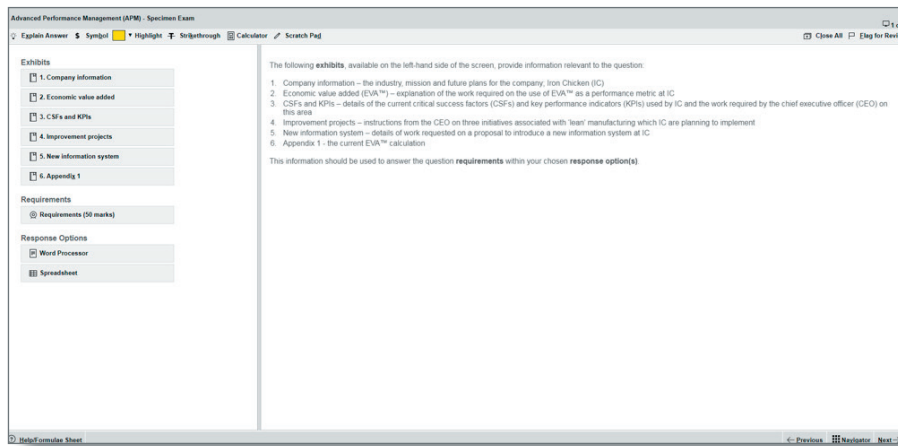 Advanced Performance Management (APM) - Specimen Exam
Explain Answer $ Symbol Highlight Strikethrough Calculator Scratch Pad Close All Flag for Revi
Exhibits
1. Company information
2. Economic value added
3. CSFs and KPIs
4. Improvement projects
5. New information system
6. Appendix 1
Requirements
Requirements (50 marks)
Response Options
Word Processor
Spreadsheet
The following exhibits, available on the left-hand side of the screen, provide information relevant to the question:
1. Company information – the industry, mission and future plans for the company, Iron Chicken (IC)
2. Economic value added (EVA™) – explanation of the work required on the use of EVA™ as a performance metric at IC
3. CSFs and KPIs – details of the current critical success factors (CSFs) and key performance indicators (KPIs) used by IC and the work required by the chief executive officer (CEO) on
this area
4. Improvement projects – instructions from the CEO on three initiatives associated with 'lean' manufacturing which IC are planning to implement
5. New information system – details of work requested on a proposal to introduce a new information system at IC
6. Appendix 1 - the current EVA™ calculation
This information should be used to answer the question requirements within your chosen response option(s).
Help/Formulae Sheet Previous Navigator Next